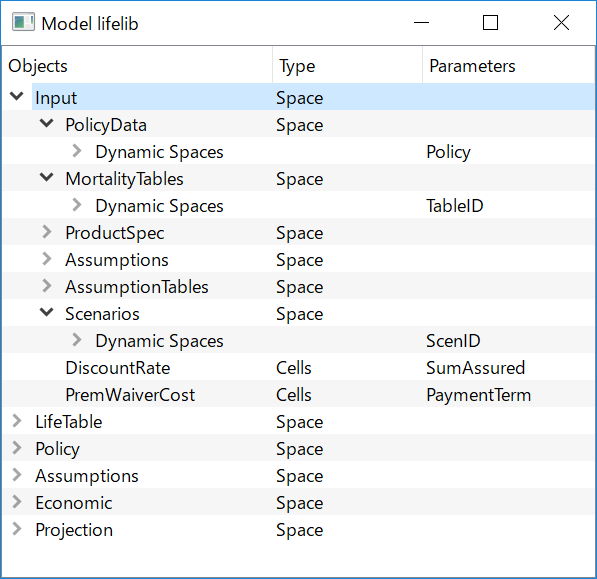 Model lifelib
Objects Type Parameters
Input Space
PolicyData Space
Dynamic Spaces Policy
MortalityTables Space
Dynamic Spaces TableID
ProductSpec Space
Assumptions Space
AssumptionTables Space
Scenarios Space
Dynamic Spaces ScenID
DiscountRate Cells SumAssured
PremWaiverCost Cells PaymentTerm
LifeTable Space
Policy Space
Assumptions Space
Economic Space
Projection Space